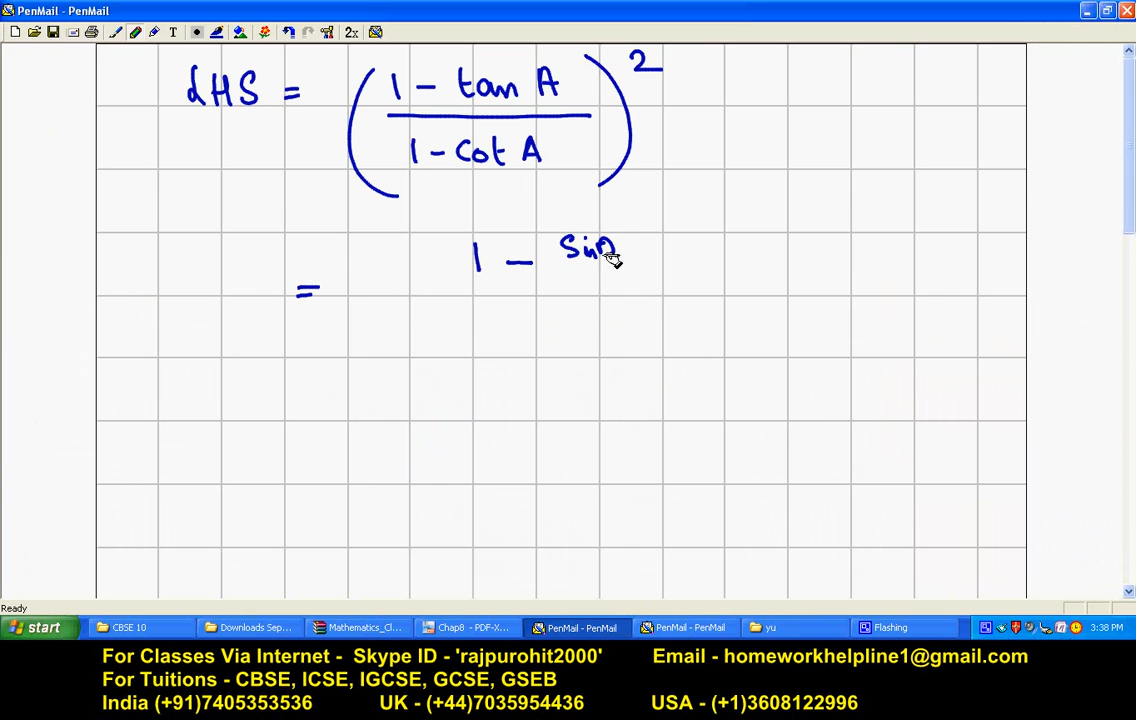 PenMail - PenMail
T 2x
LHS = ( 1 - tan A / 1 - cot A )2
= 1 - sin
Ready
start CBSE 10 Downloads Sep... Mathematics_Cl... Chap8 - PDF-X... PenMail - PenMail PenMail - PenMail yu Flashing 3:38 PM
For Classes Via Internet - Skype ID - 'rajpurohit2000' Email - homeworkhelpline1@gmail.com
For Tuitions - CBSE, ICSE, IGCSE, GCSE, GSEB
India (+91)7405353536 UK - (+44)7035954436 USA - (+1)3608122996